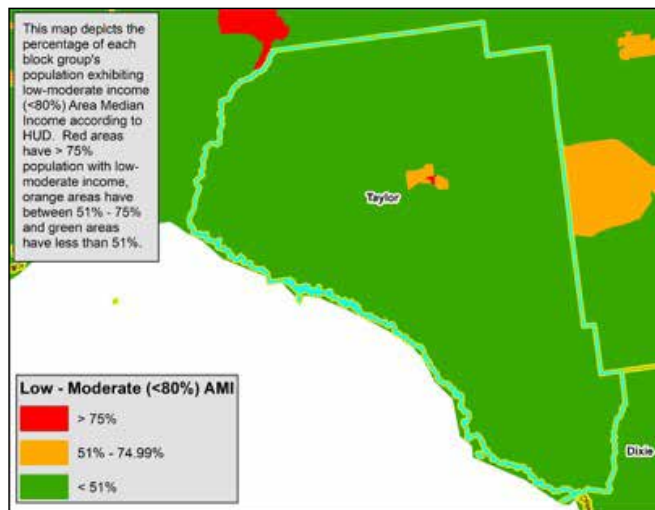 This map depicts the
percentage of each
block group's
population exhibiting
low-moderate income
(<80%) Area Median
Income according to
HUD. Red areas
have > 75%
population with low-
moderate income,
orange areas have
between 51% - 75%
and green areas
have less than 51%.
Taylor
Low - Moderate (<80%) AMI
> 75%
51% - 74.99%
< 51%
Dixie